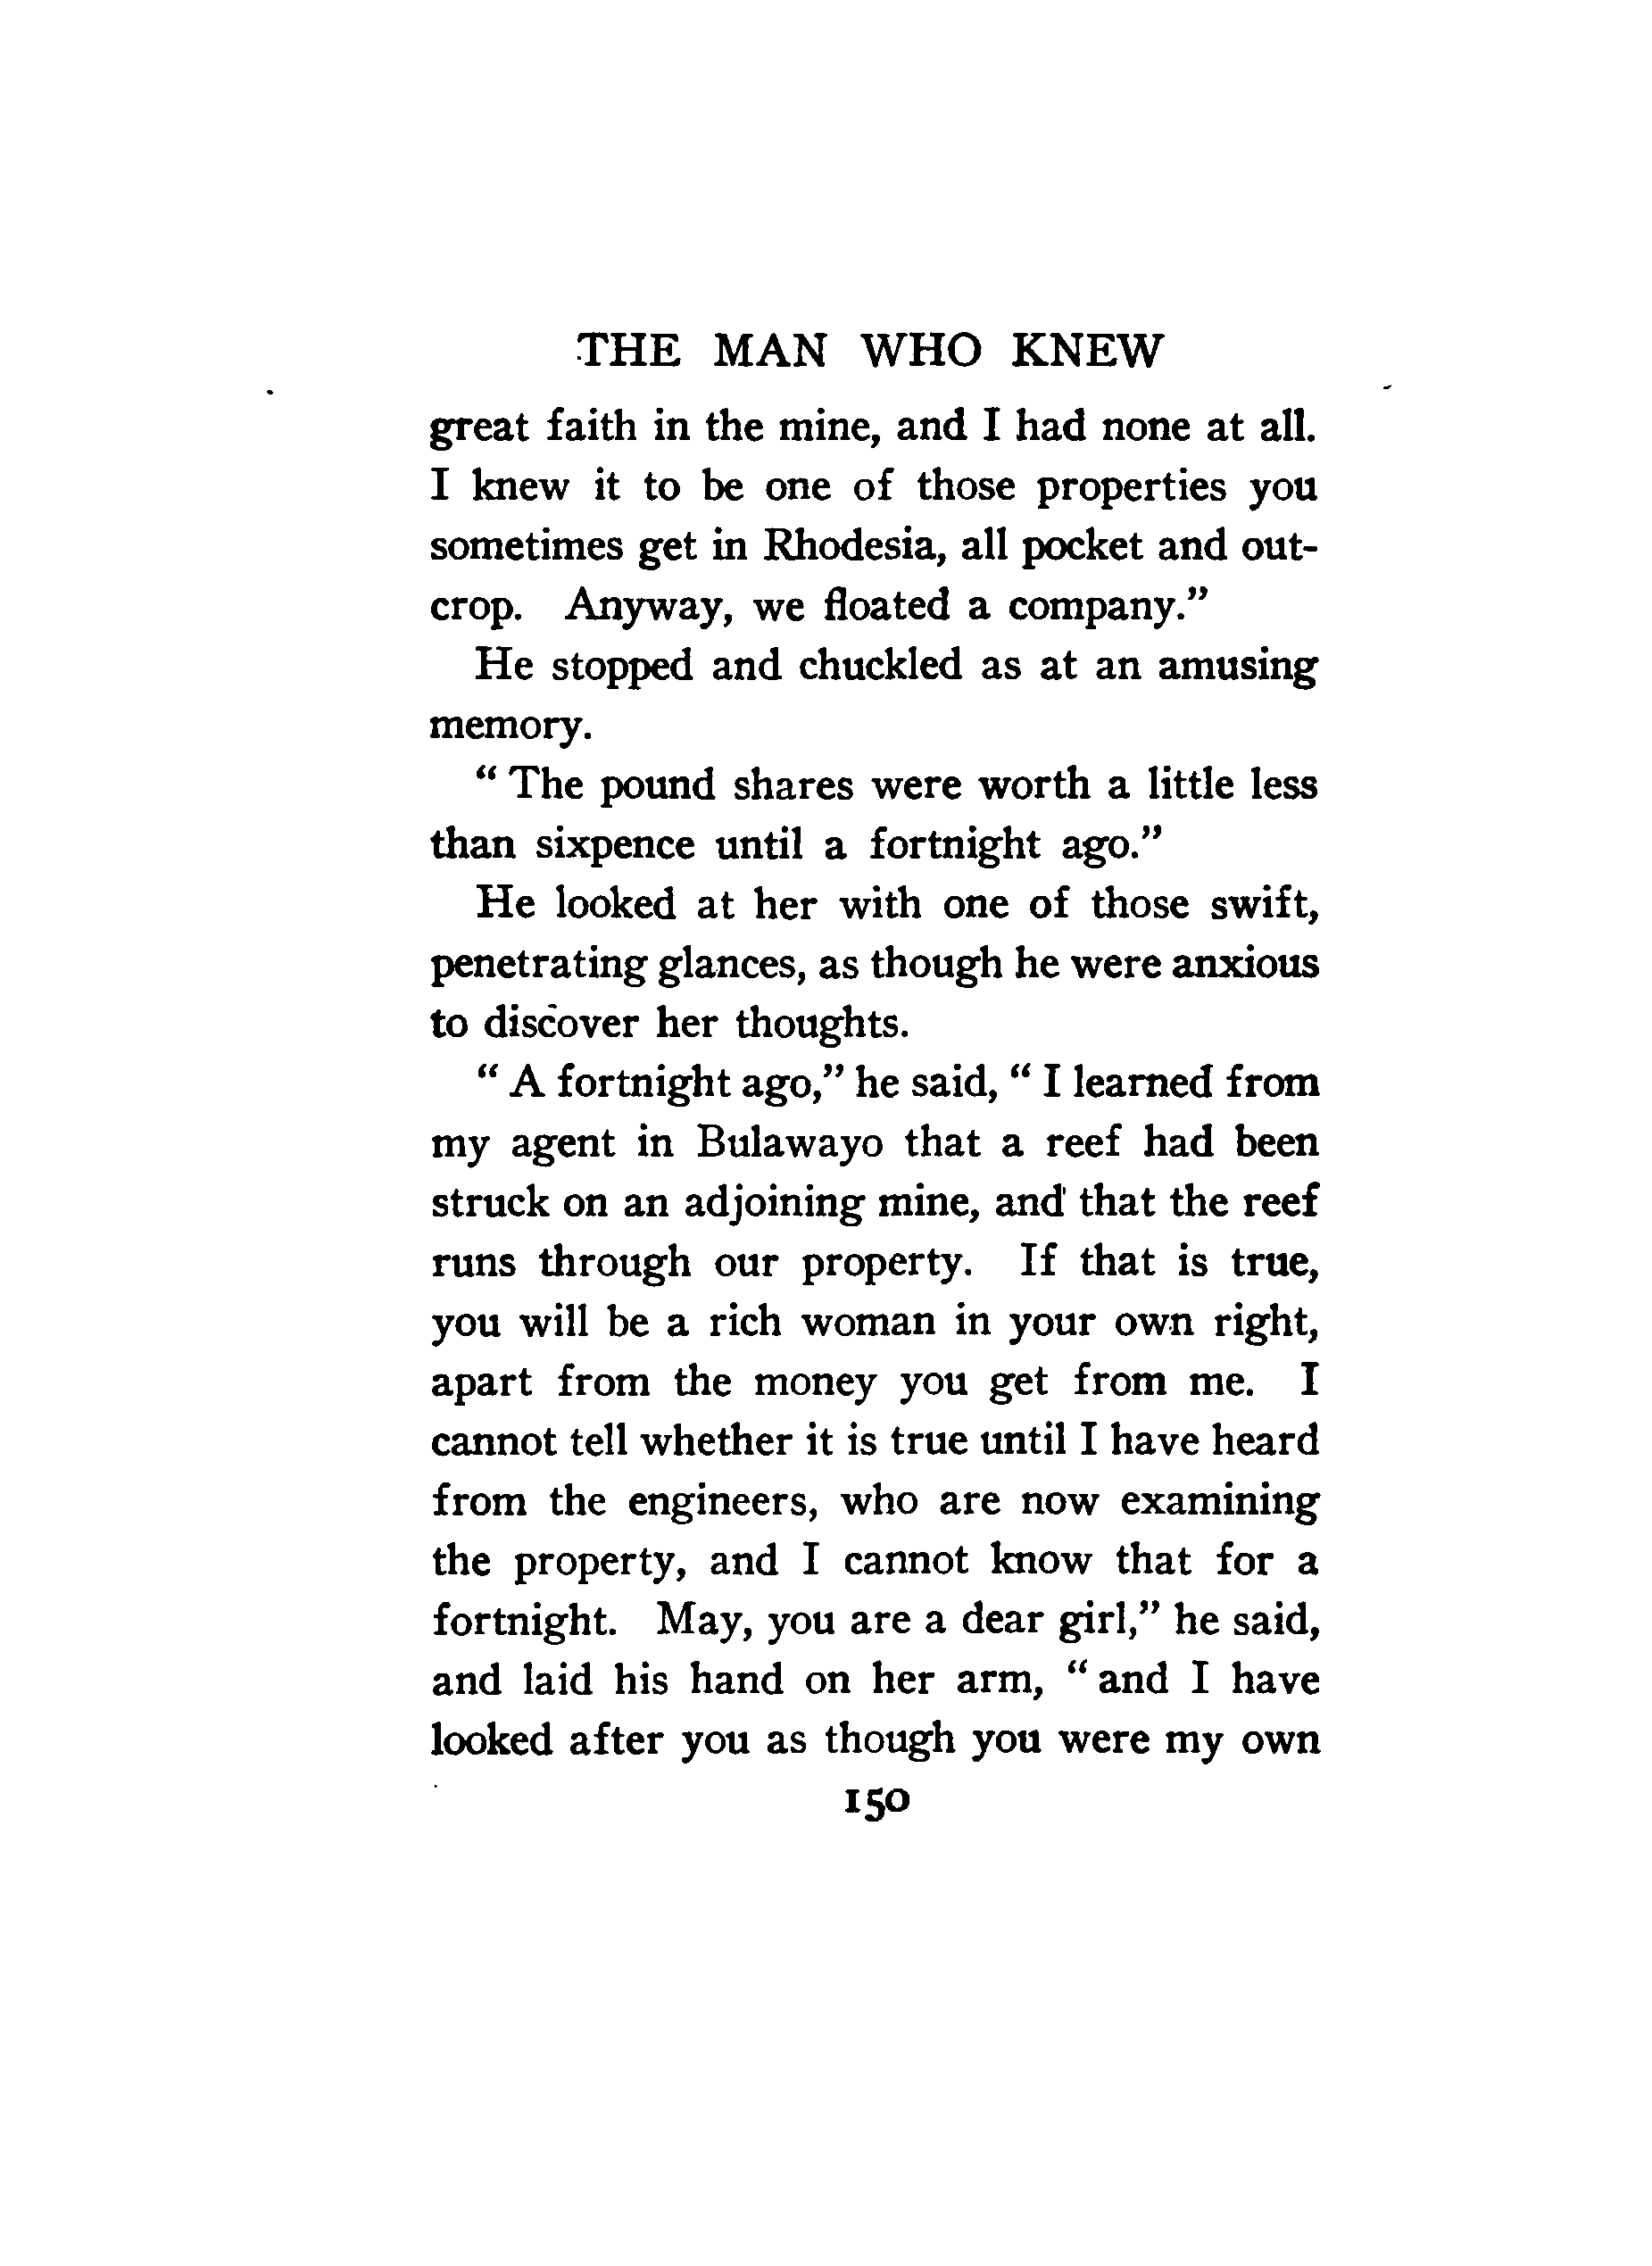 THE MAN WHO KNEW
great faith in the mine, and I had none at all.
I knew it to be one of those properties you
sometimes get in Rhodesia, all pocket and out-
crop. Anyway, we floated a company.”
He stopped and chuckled as at an amusing
memory.
“ The pound shares were worth a little less
than sixpence until a fortnight ago.”
He looked at her with one of those swift,
penetrating glances, as though he were anxious
to discover her thoughts.
“ A fortnight ago,” he said, “ I learned from
my agent in Bulawayo that a reef had been
struck on an adjoining mine, and that the reef
runs through our property. If that is true,
you will be a rich woman in your own right,
apart from the money you get from me. I
cannot tell whether it is true until I have heard
from the engineers, who are now examining
the property, and I cannot know that for a
fortnight. May, you are a dear girl,” he said,
and laid his hand on her arm, “ and I have
looked after you as though you were my own
150